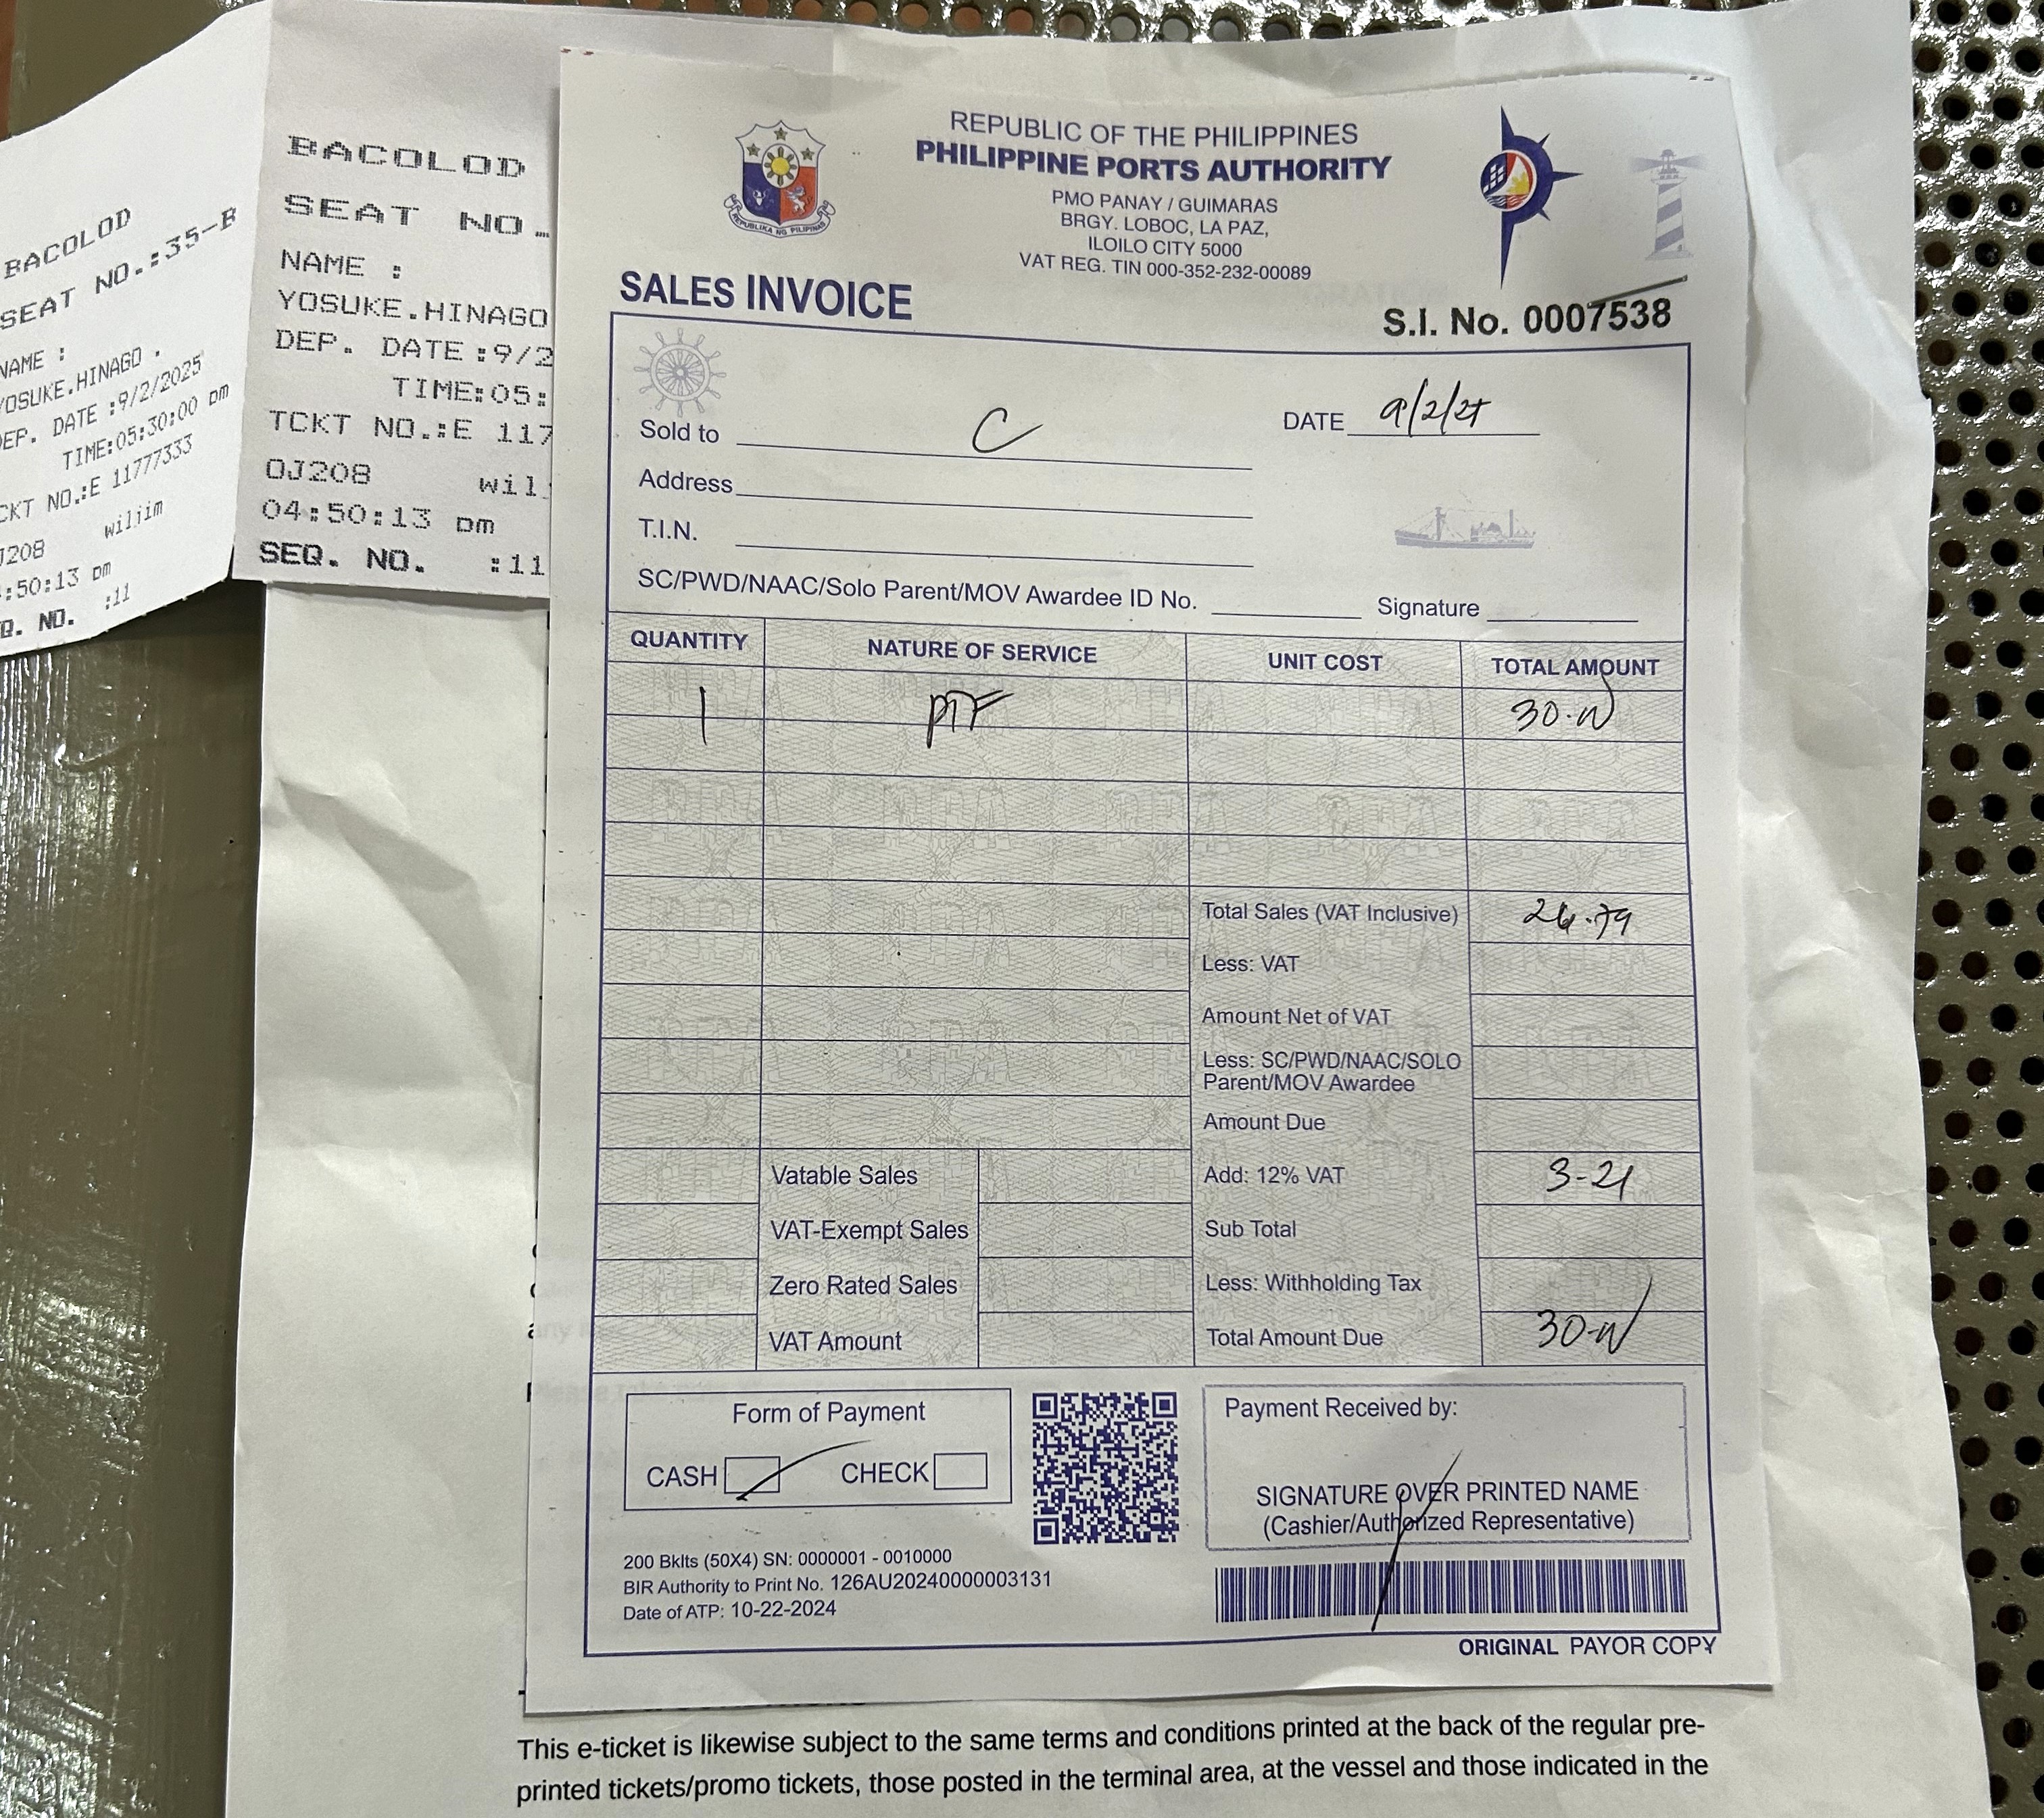 BACOLOD
SEAT NO.:35-B
NAME :
YOSUKE.HINAGO .
DEP. DATE :9/2/2025
TIME:05:30:00 pm
TCKT NO.:E 11777333
OJ208 wiljim
04:50:13 pm
SEQ. NO. :11
BACOLOD
SEAT NO.
NAME :
YOSUKE.HINAGO
DEP. DATE :9/2
TIME:05:
TCKT NO.:E 117
OJ208 wil
04:50:13 pm
SEQ. NO. :11
REPUBLIC OF THE PHILIPPINES
PHILIPPINE PORTS AUTHORITY
PMO PANAY / GUIMARAS
BRGY. LOBOC, LA PAZ,
ILOILO CITY 5000
VAT REG. TIN 000-352-232-00089
REPUBLIKA NG PILIPINAS
SALES INVOICE
S.I. No. 0007538
Sold to C DATE 9/2/25
Address
T.I.N.
SC/PWD/NAAC/Solo Parent/MOV Awardee ID No. Signature
QUANTITY NATURE OF SERVICE UNIT COST TOTAL AMOUNT
1 PTF 30.00
Total Sales (VAT Inclusive) 26.79
Less: VAT
Amount Net of VAT
Less: SC/PWD/NAAC/SOLO
Parent/MOV Awardee
Amount Due
Vatable Sales Add: 12% VAT 3-21
VAT-Exempt Sales Sub Total
Zero Rated Sales Less: Withholding Tax
VAT Amount Total Amount Due 30-00
Form of Payment
CASH CHECK
Payment Received by:
SIGNATURE OVER PRINTED NAME
(Cashier/Authorized Representative)
200 Bklts (50X4) SN: 0000001 - 0010000
BIR Authority to Print No. 126AU20240000003131
Date of ATP: 10-22-2024
ORIGINAL PAYOR COPY
This e-ticket is likewise subject to the same terms and conditions printed at the back of the regular pre-
printed tickets/promo tickets, those posted in the terminal area, at the vessel and those indicated in the